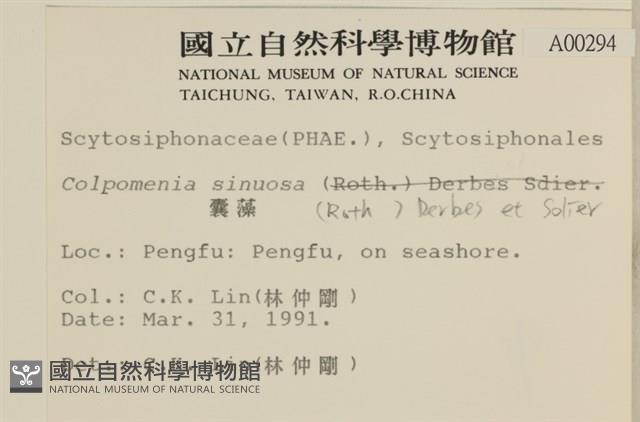 國立自然科學博物館
A00294
NATIONAL MUSEUM OF NATURAL SCIENCE
TAICHUNG, TAIWAN, R.O.CHINA
Scytosiphonaceae(PHAE.), Scytosiphonales
Colpomenia sinuosa (Roth.) Derbes Sdier.
囊藻 (Roth ) Derbes et Solier
Loc.: Pengfu: Pengfu, on seashore.
Col.: C.K. Lin(林仲剛)
Date: Mar. 31, 1991.
Det.: C.K. Lin(林仲剛)
國立自然科學博物館
NATIONAL MUSEUM OF NATURAL SCIENCE